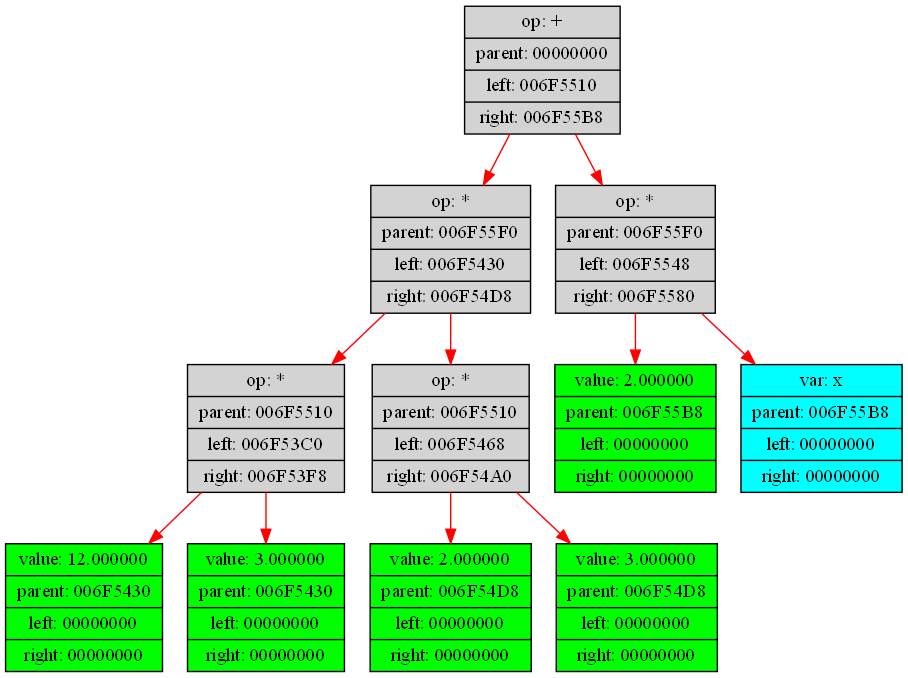 op: +
parent: 00000000
left: 006F5510
right: 006F55B8
op: *
parent: 006F55F0
left: 006F5430
right: 006F54D8
op: *
parent: 006F55F0
left: 006F5548
right: 006F5580
op: *
parent: 006F5510
left: 006F53C0
right: 006F53F8
op: *
parent: 006F5510
left: 006F5468
right: 006F54A0
value: 2.000000
parent: 006F55B8
left: 00000000
right: 00000000
var: x
parent: 006F55B8
left: 00000000
right: 00000000
value: 12.000000
parent: 006F5430
left: 00000000
right: 00000000
value: 3.000000
parent: 006F5430
left: 00000000
right: 00000000
value: 2.000000
parent: 006F54D8
left: 00000000
right: 00000000
value: 3.000000
parent: 006F54D8
left: 00000000
right: 00000000